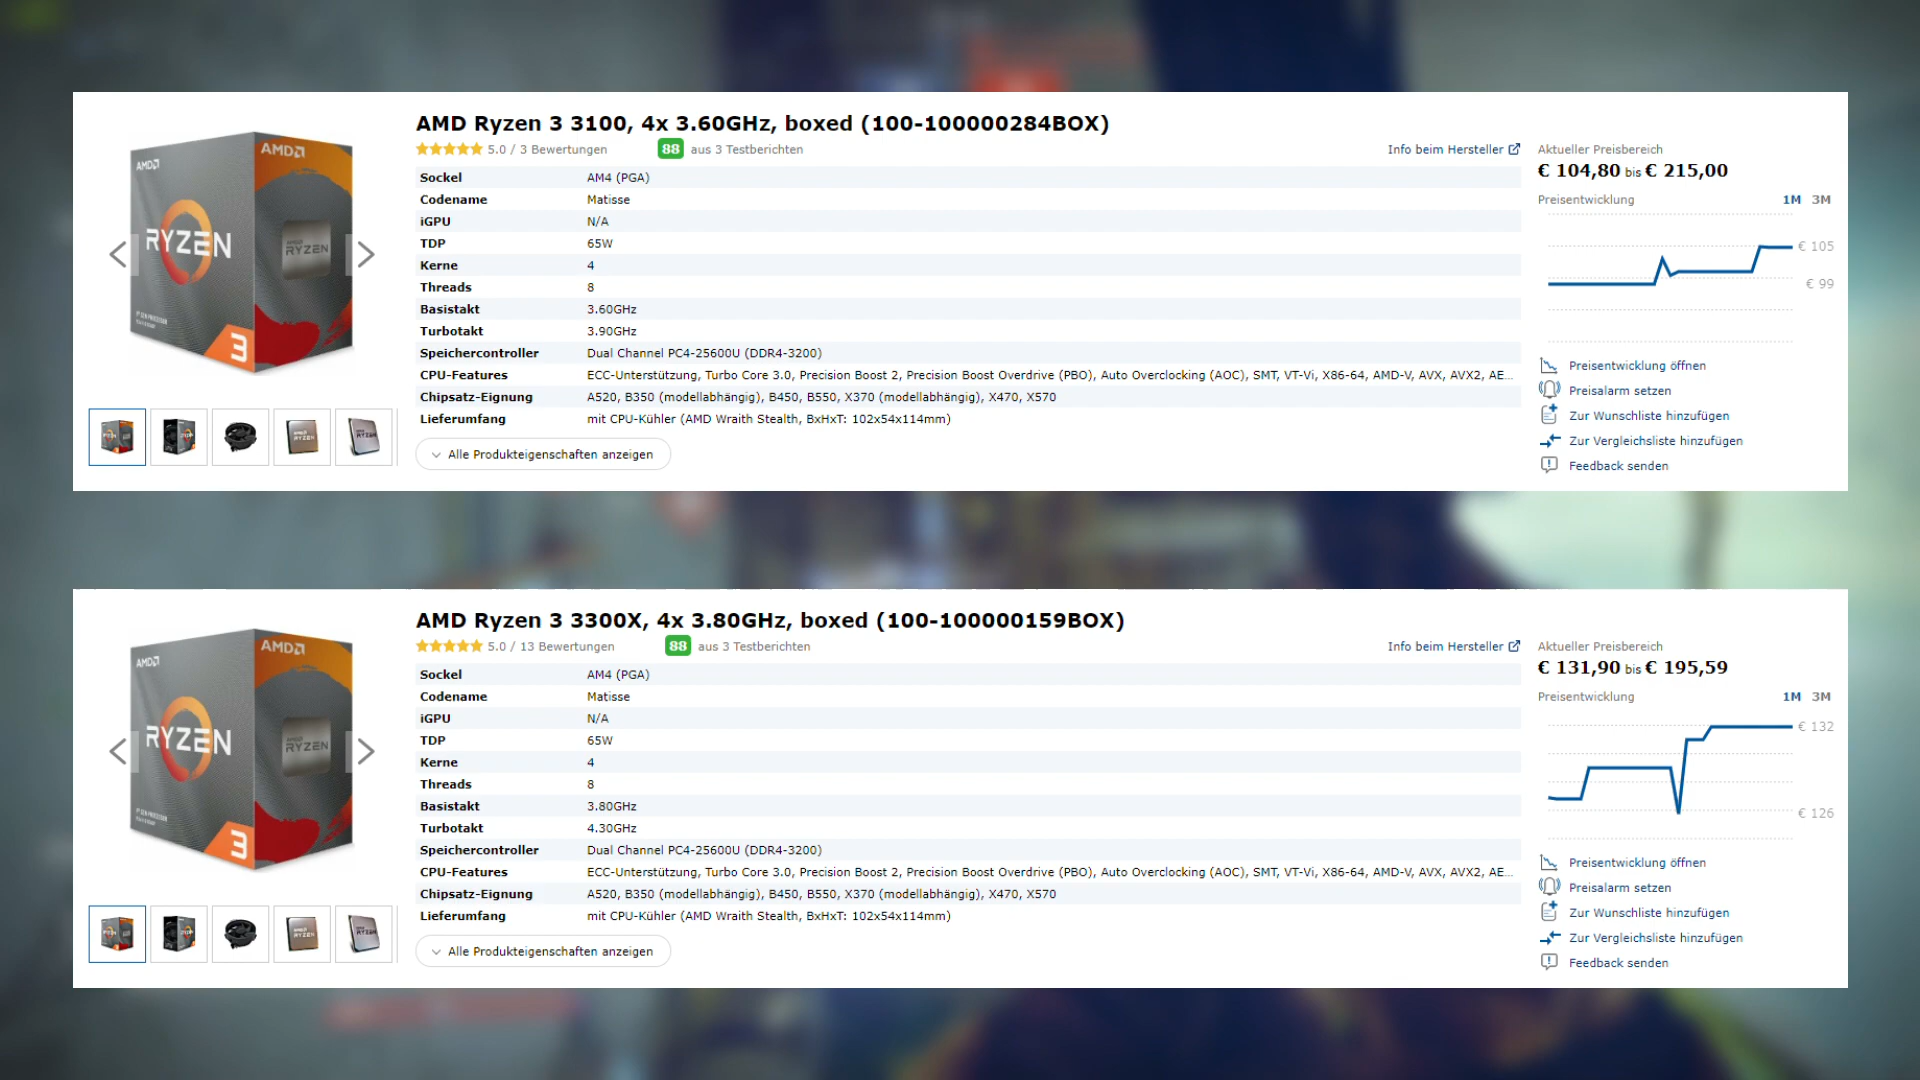 AMD Ryzen 3 3100, 4x 3.60GHz, boxed (100-100000284BOX)
5.0 / 3 Bewertungen 88 aus 3 Testberichten
Info beim Hersteller
Sockel AM4 (PGA)
Codename Matisse
iGPU N/A
TDP 65W
Kerne 4
Threads 8
Basistakt 3.60GHz
Turbotakt 3.90GHz
Speichercontroller Dual Channel PC4-25600U (DDR4-3200)
CPU-Features ECC-Unterstützung, Turbo Core 3.0, Precision Boost 2, Precision Boost Overdrive (PBO), Auto Overclocking (AOC), SMT, VT-Vi, X86-64, AMD-V, AVX, AVX2, AE...
Chipsatz-Eignung A520, B350 (modellabhängig), B450, B550, X370 (modellabhängig), X470, X570
Lieferumfang mit CPU-Kühler (AMD Wraith Stealth, BxHxT: 102x54x114mm)
Alle Produkteigenschaften anzeigen
Aktueller Preisbereich
€ 104,80 bis € 215,00
Preisentwicklung 1M 3M
€ 105
€ 99
Preisentwicklung öffnen
Preisalarm setzen
Zur Wunschliste hinzufügen
Zur Vergleichsliste hinzufügen
Feedback senden
AMD
AMD
RYZEN
RYZEN
3
AMD Ryzen 3 3300X, 4x 3.80GHz, boxed (100-100000159BOX)
5.0 / 13 Bewertungen 88 aus 3 Testberichten
Info beim Hersteller
Sockel AM4 (PGA)
Codename Matisse
iGPU N/A
TDP 65W
Kerne 4
Threads 8
Basistakt 3.80GHz
Turbotakt 4.30GHz
Speichercontroller Dual Channel PC4-25600U (DDR4-3200)
CPU-Features ECC-Unterstützung, Turbo Core 3.0, Precision Boost 2, Precision Boost Overdrive (PBO), Auto Overclocking (AOC), SMT, VT-Vi, X86-64, AMD-V, AVX, AVX2, AE...
Chipsatz-Eignung A520, B350 (modellabhängig), B450, B550, X370 (modellabhängig), X470, X570
Lieferumfang mit CPU-Kühler (AMD Wraith Stealth, BxHxT: 102x54x114mm)
Alle Produkteigenschaften anzeigen
Aktueller Preisbereich
€ 131,90 bis € 195,59
Preisentwicklung 1M 3M
€ 132
€ 126
Preisentwicklung öffnen
Preisalarm setzen
Zur Wunschliste hinzufügen
Zur Vergleichsliste hinzufügen
Feedback senden
AMD
AMD
RYZEN
RYZEN
3